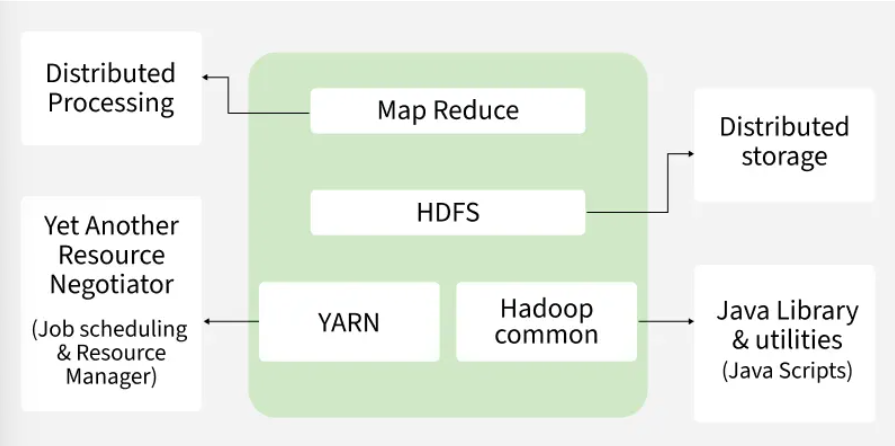 Distributed
Processing
Map Reduce
Distributed
storage
HDFS
Yet Another
Resource
Negotiator
(Job scheduling
& Resource
Manager)
YARN
Hadoop
common
Java Library
& utilities
(Java Scripts)